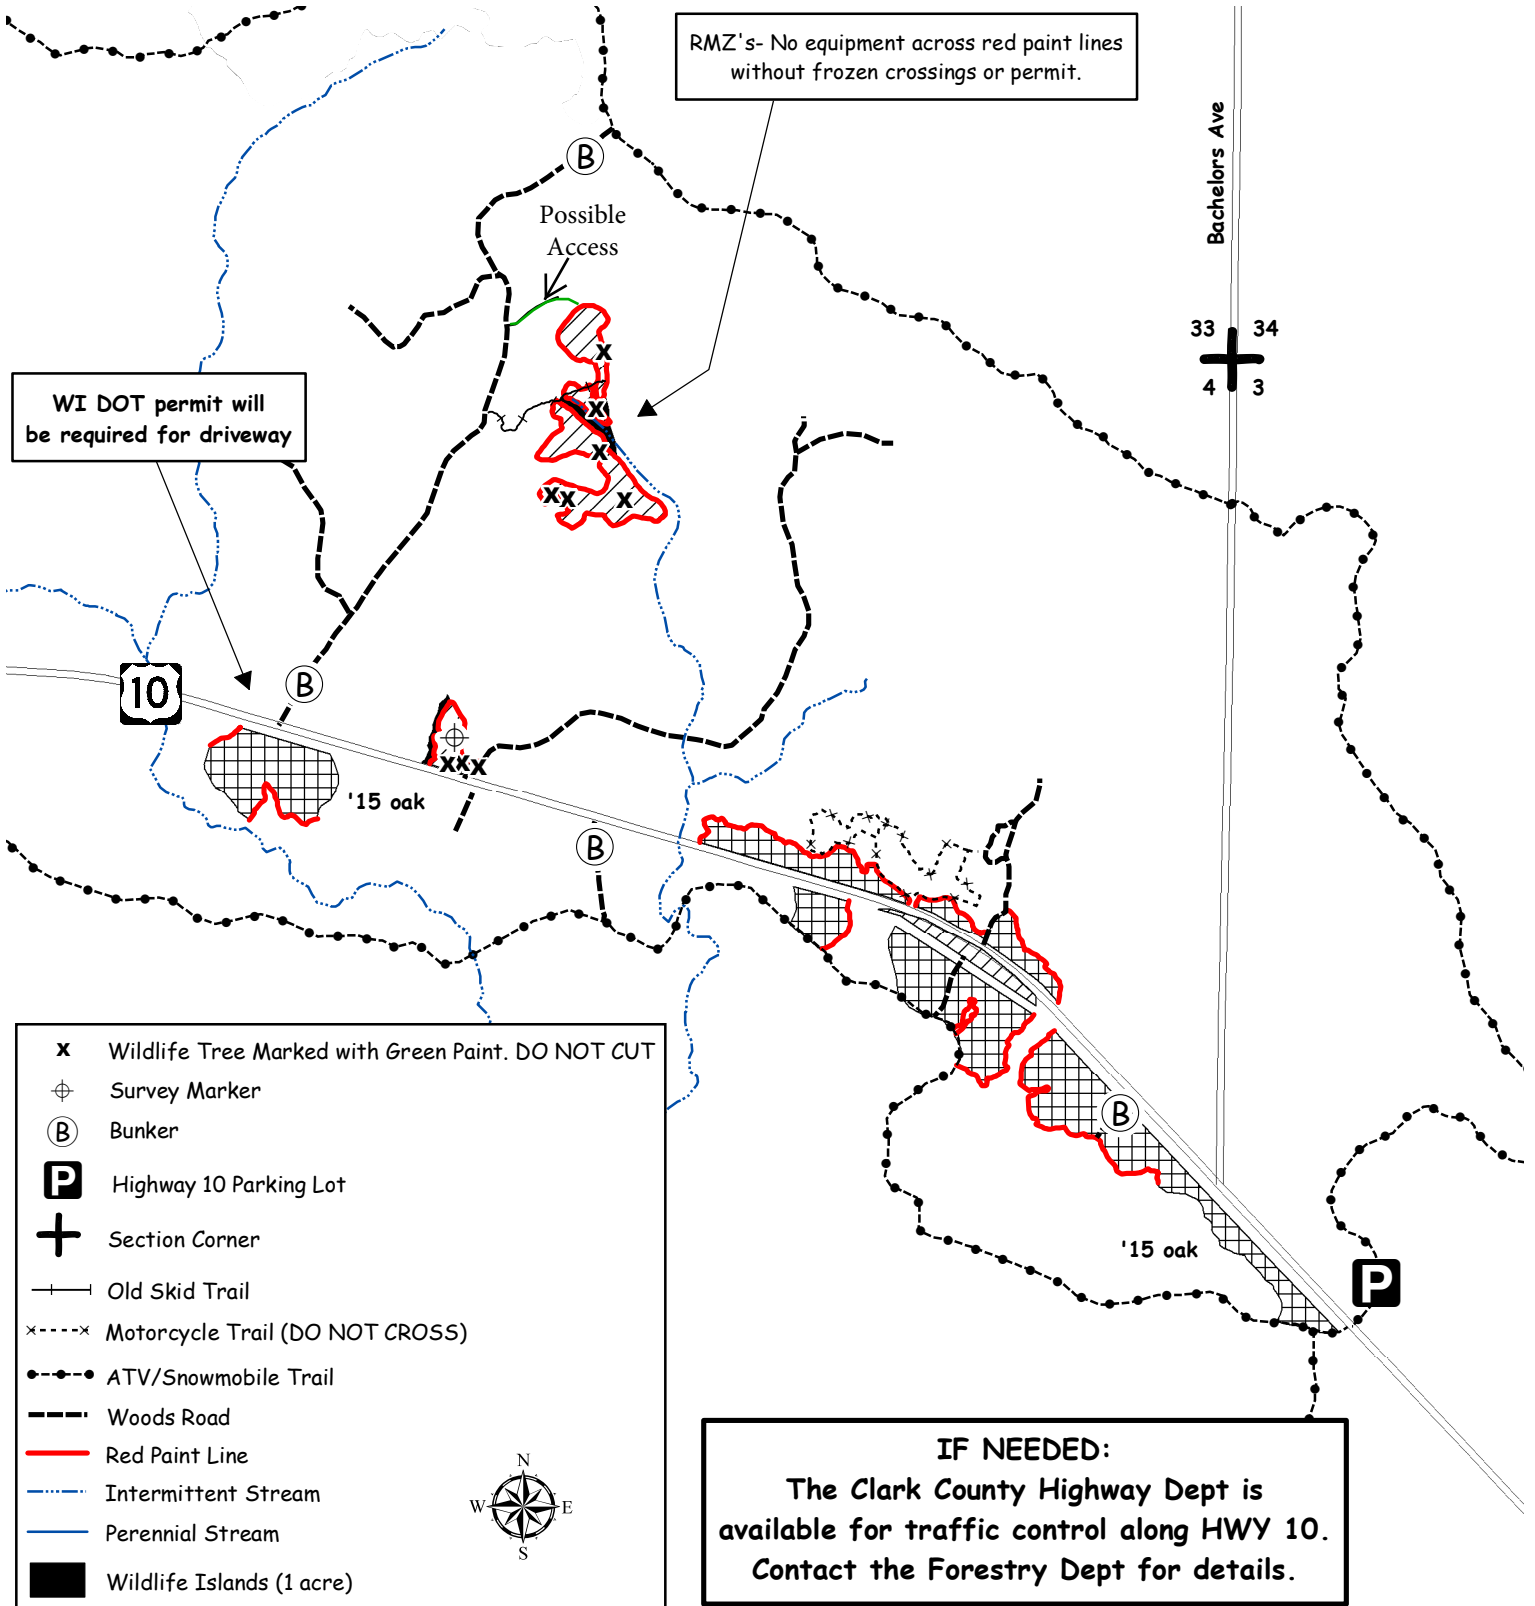 RMZ's- No equipment across red paint lines
without frozen crossings or permit.
Bachelors Ave
B
Possible
Access
33 34
4 3
WI DOT permit will
be required for driveway
x
x
x
x x x
10
B
x x x
'15 oak
B
B
'15 oak
P
x Wildlife Tree Marked with Green Paint. DO NOT CUT
Survey Marker
B Bunker
P Highway 10 Parking Lot
Section Corner
Old Skid Trail
Motorcycle Trail (DO NOT CROSS)
ATV/Snowmobile Trail
Woods Road
Red Paint Line
Intermittent Stream
Perennial Stream
Wildlife Islands (1 acre)
N
W E
S
IF NEEDED:
The Clark County Highway Dept is
available for traffic control along HWY 10.
Contact the Forestry Dept for details.